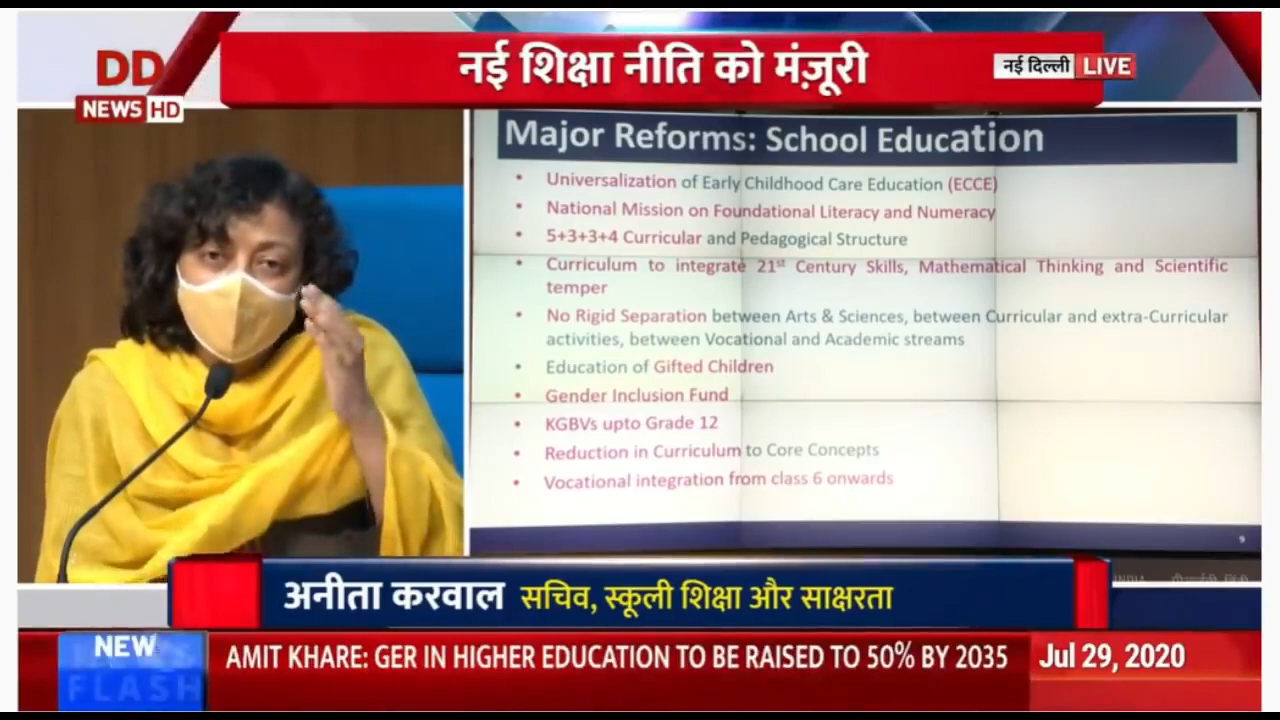 DD
NEWS HD
नई शिक्षा नीति को मंज़ूरी
नई दिल्ली LIVE
Major Reforms: School Education
• Universalization of Early Childhood Care Education (ECCE)
• National Mission on Foundational Literacy and Numeracy
• 5+3+3+4 Curricular and Pedagogical Structure
• Curriculum to integrate 21st Century Skills, Mathematical Thinking and Scientific
temper
• No Rigid Separation between Arts & Sciences, between Curricular and extra-Curricular
activities, between Vocational and Academic streams
• Education of Gifted Children
• Gender Inclusion Fund
• KGBVs upto Grade 12
• Reduction in Curriculum to Core Concepts
• Vocational integration from class 6 onwards
9
अनीता करवाल सचिव, स्कूली शिक्षा और साक्षरता
NEW
FLASH
AMIT KHARE: GER IN HIGHER EDUCATION TO BE RAISED TO 50% BY 2035
Jul 29, 2020